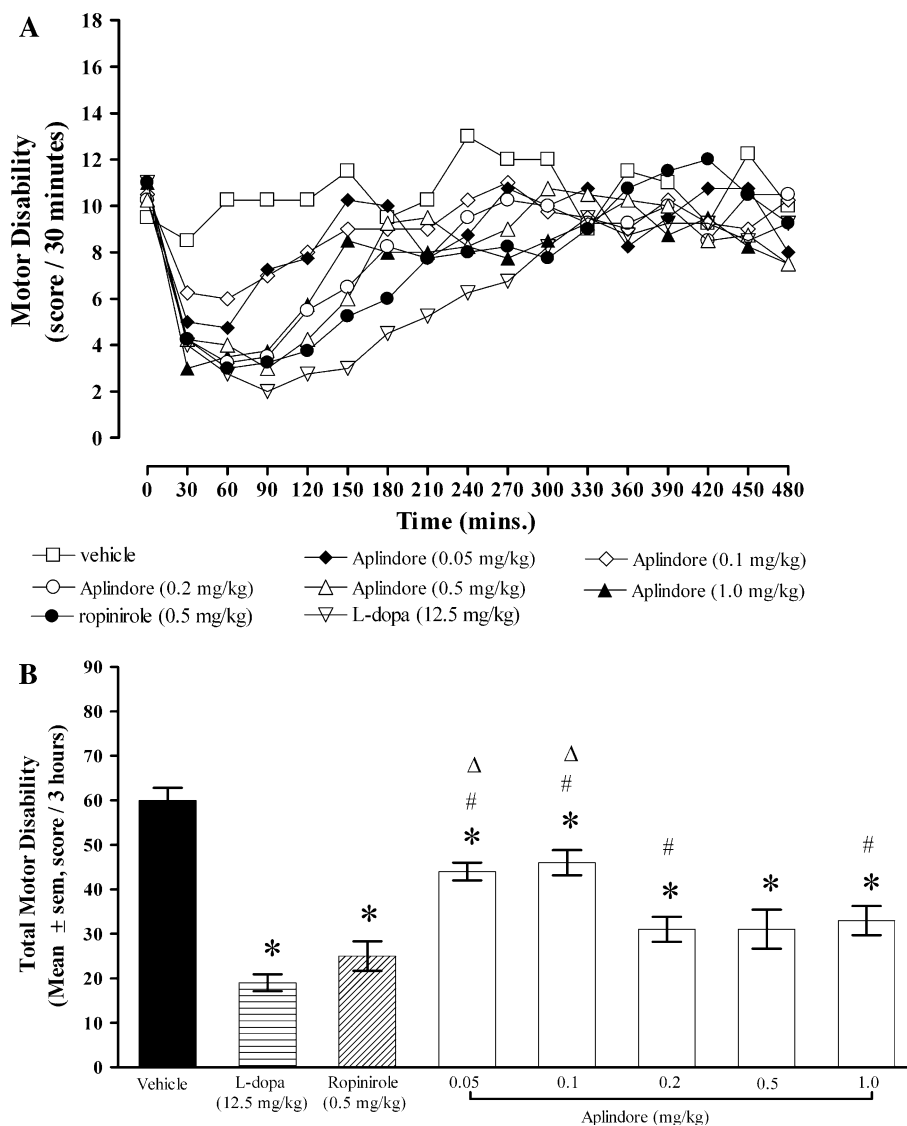 A
18
16
14
12
10
8
6
4
2
0
Motor Disability
(score / 30 minutes)
0 30 60 90 120 150 180 210 240 270 300 330 360 390 420 450 480
Time (mins.)
vehicle Aplindore (0.05 mg/kg) Aplindore (0.1 mg/kg)
Aplindore (0.2 mg/kg) Aplindore (0.5 mg/kg) Aplindore (1.0 mg/kg)
ropinirole (0.5 mg/kg) L-dopa (12.5 mg/kg)
B
90
80
70
60
50
40
30
20
10
0
Total Motor Disability
(Mean ± sem, score / 3 hours)
Δ Δ
# #
* * # #
* * * * *
Vehicle L-dopa Ropinirole 0.05 0.1 0.2 0.5 1.0
(12.5 mg/kg) (0.5 mg/kg)
Aplindore (mg/kg)